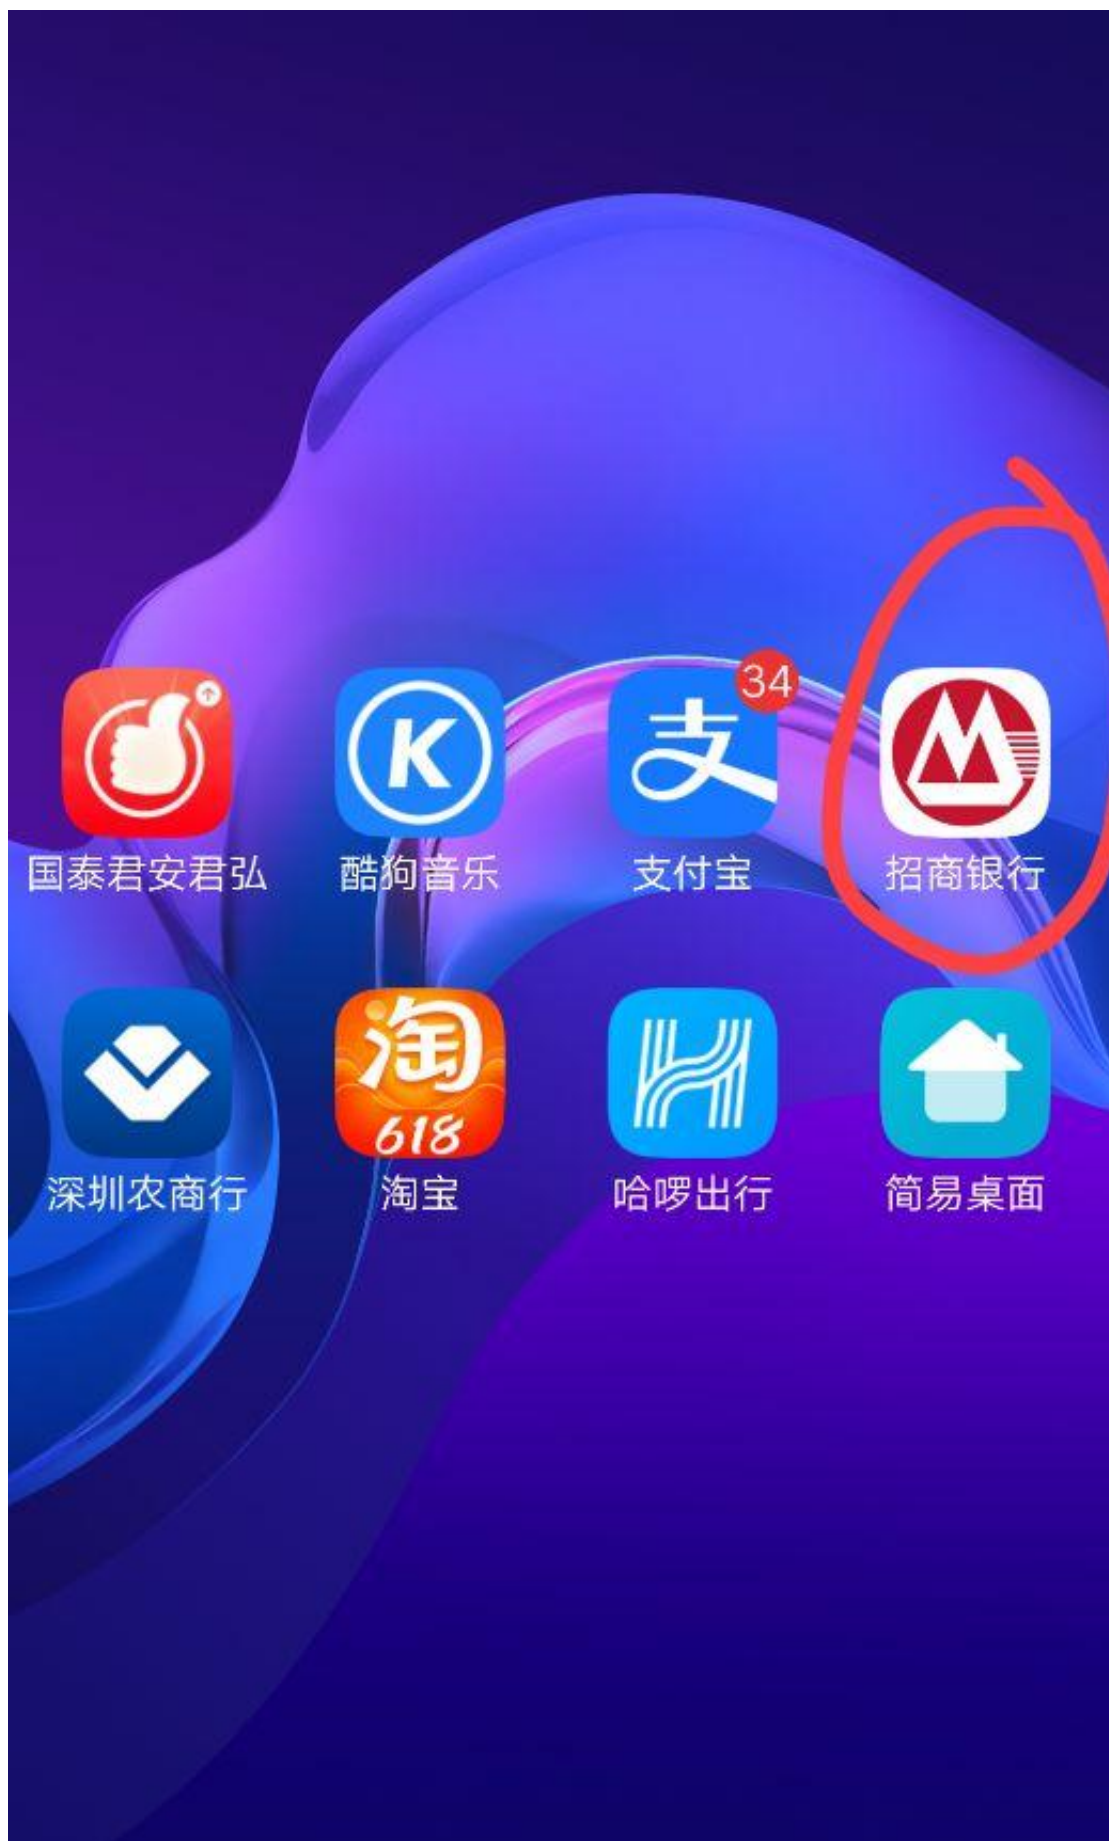 34
国泰君安君弘 酷狗音乐 支付宝 招商银行
淘
618
深圳农商行 淘宝 哈啰出行 简易桌面